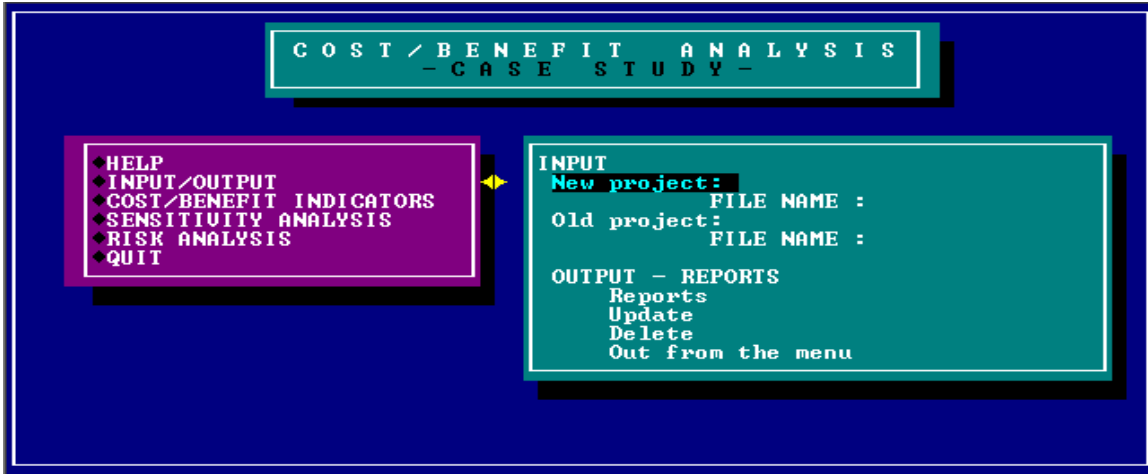 COST/BENEFIT ANALYSIS
-CASE STUDY-
HELP
INPUT/OUTPUT
COST/BENEFIT INDICATORS
SENSITIVITY ANALYSIS
RISK ANALYSIS
QUIT
INPUT
New project:
FILE NAME :
Old project:
FILE NAME :
OUTPUT - REPORTS
Reports
Update
Delete
Out from the menu